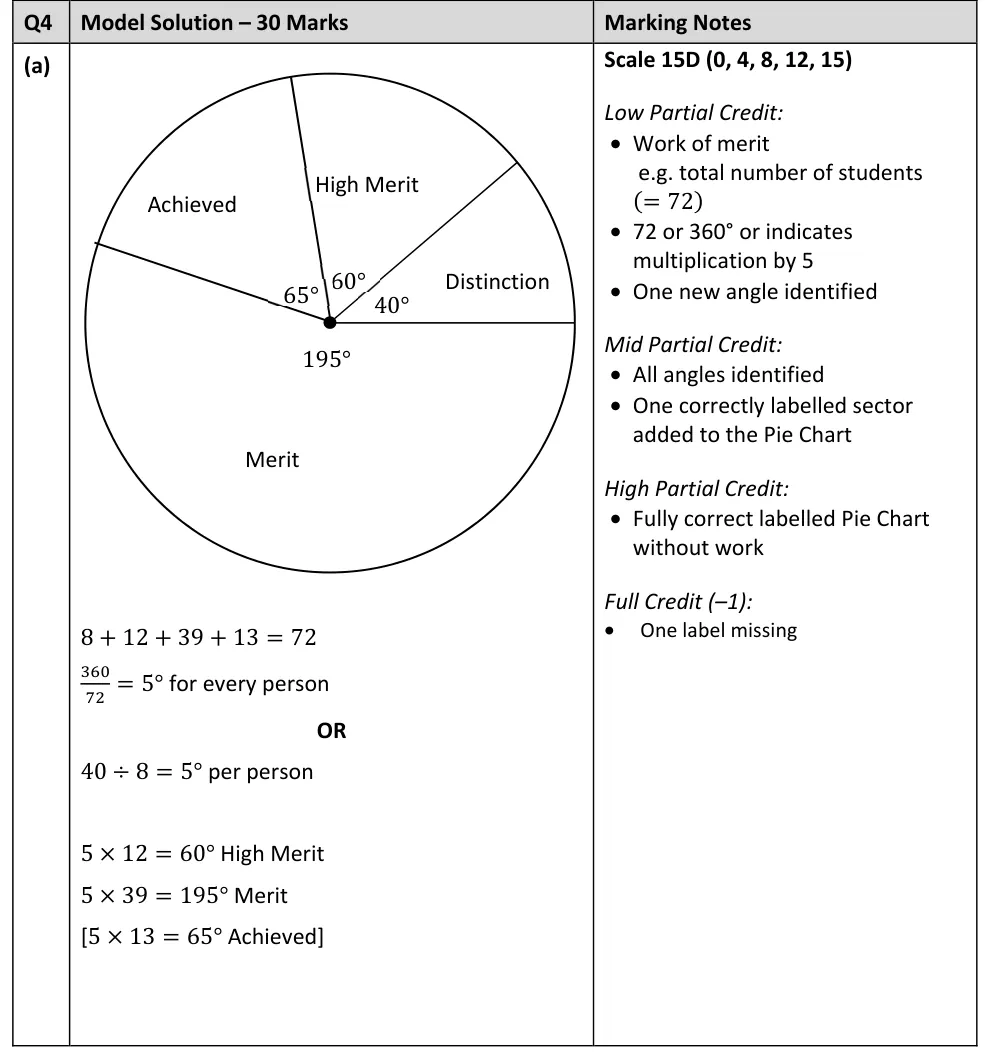 Q4 Model Solution – 30 Marks Marking Notes
(a)
High Merit
Achieved
Distinction
60°
65°
40°
195°
Merit
8 + 12 + 39 + 13 = 72
360/72 = 5° for every person
OR
40 ÷ 8 = 5° per person
5 × 12 = 60° High Merit
5 × 39 = 195° Merit
[5 × 13 = 65° Achieved]
Scale 15D (0, 4, 8, 12, 15)
Low Partial Credit:
• Work of merit
e.g. total number of students
(= 72)
• 72 or 360° or indicates
multiplication by 5
• One new angle identified
Mid Partial Credit:
• All angles identified
• One correctly labelled sector
added to the Pie Chart
High Partial Credit:
• Fully correct labelled Pie Chart
without work
Full Credit (–1):
• One label missing